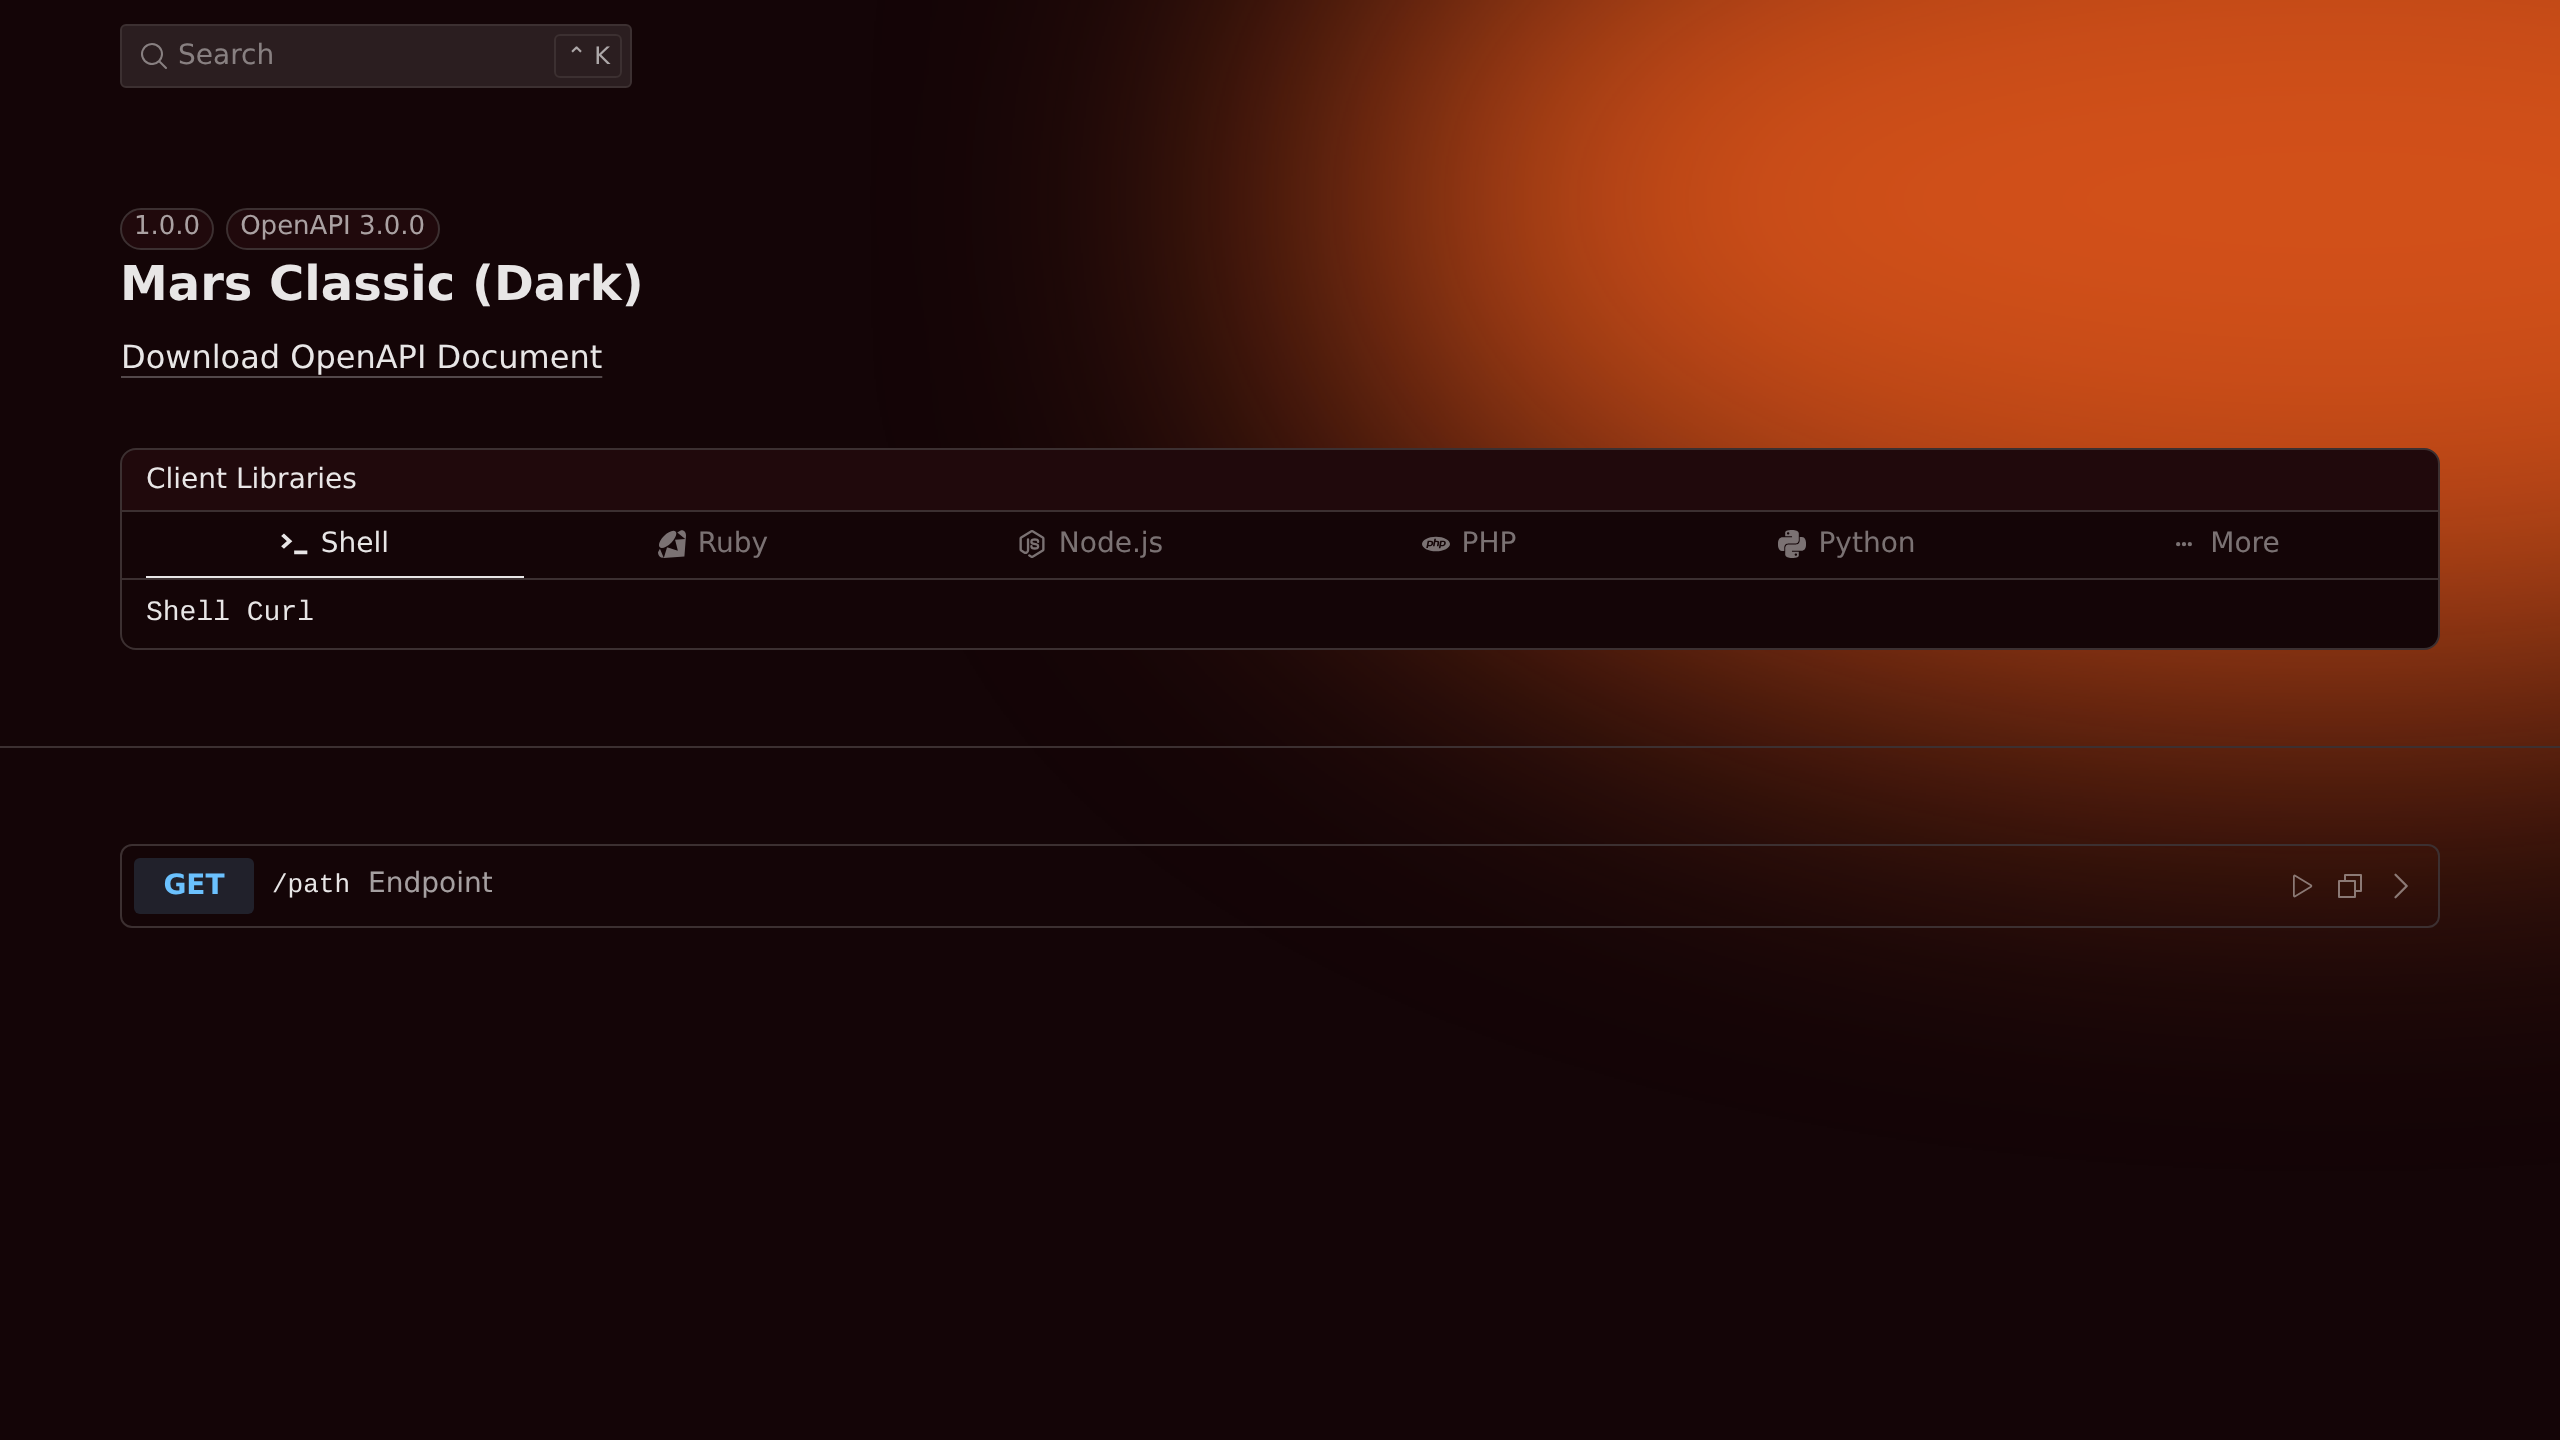 Search ⌃ K
1.0.0 OpenAPI 3.0.0
Mars Classic (Dark)
Download OpenAPI Document
Client Libraries
Shell Ruby Node.js PHP Python More
Shell Curl
GET /path Endpoint